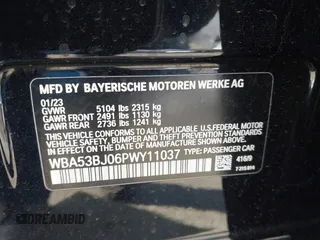 MFD BY BAYERISCHE MOTOREN WERKE AG
01/23
GVWR 5104 lbs 2315 kg
GAWR FRONT 2491 lbs 1130 kg
GAWR REAR 2736 lbs 1241 kg
THIS VEHICLE CONFORMS TO ALL APPLICABLE
FEDERAL MOTOR VEHICLE SAFETY, BUMPER, AND
THEFT PREVENTION STANDARDS IN EFFECT ON THE DATE OF
MANUFACTURE SHOWN ABOVE.
WBA53BJ06PWY11037
TYPE: PASSENGER CAR
416/9
DREAMBID